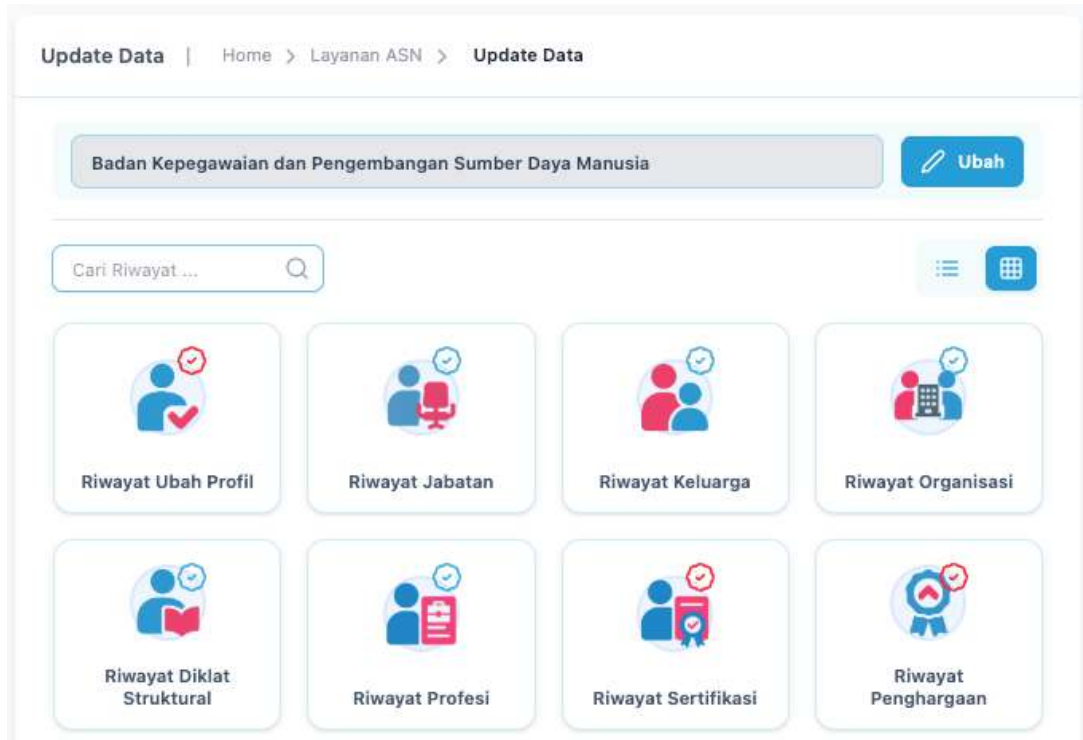 Update Data | Home > Layanan ASN > Update Data
Badan Kepegawaian dan Pengembangan Sumber Daya Manusia
Ubah
Cari Riwayat ...
Riwayat Ubah Profil
Riwayat Jabatan
Riwayat Keluarga
Riwayat Organisasi
Riwayat Diklat
Struktural
Riwayat Profesi
Riwayat Sertifikasi
Riwayat
Penghargaan